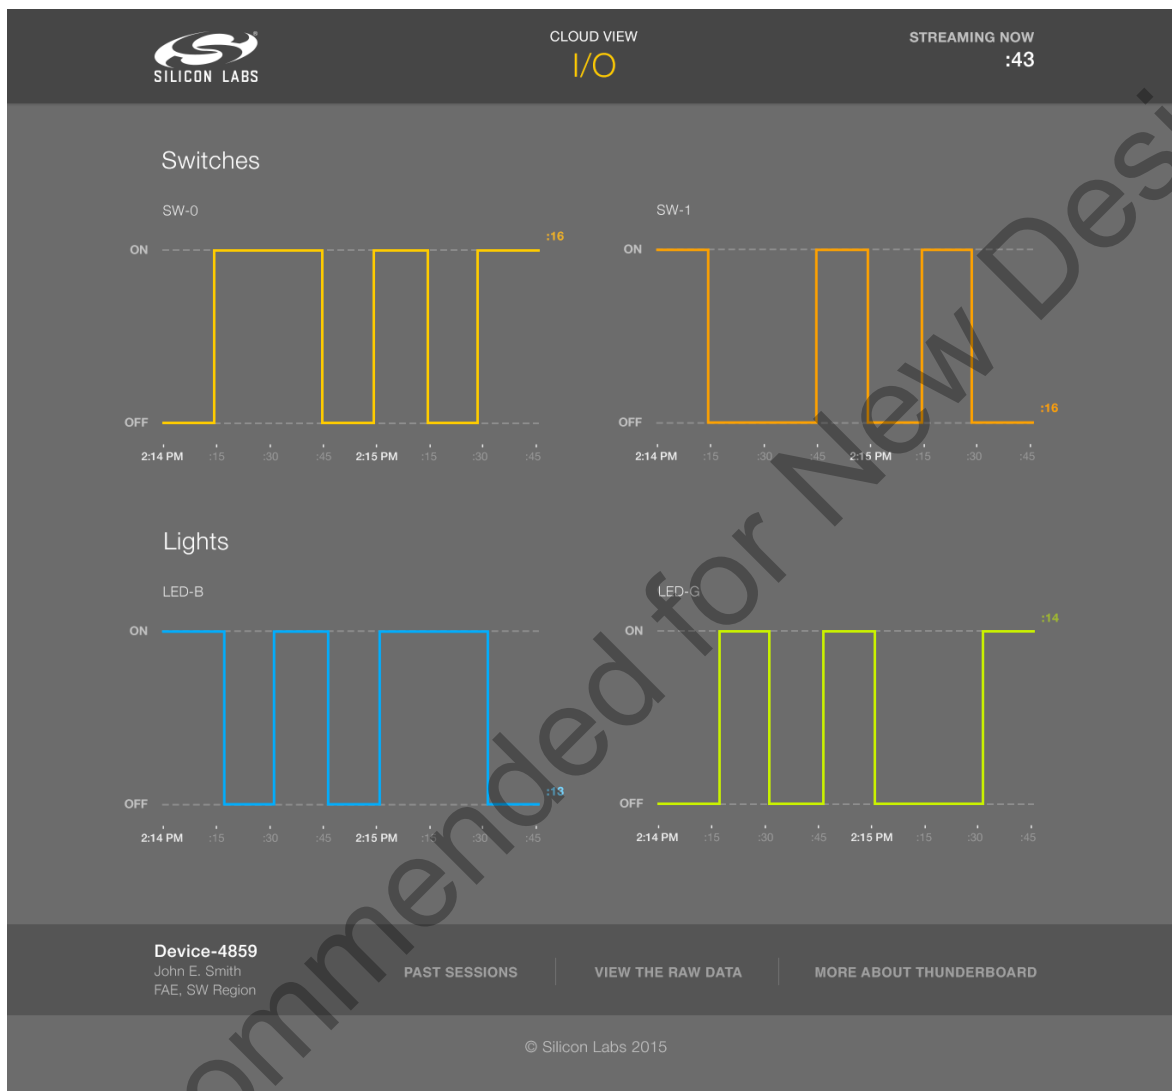 SILICON LABS
CLOUD VIEW
I/O
STREAMING NOW
:43
Switches
SW-0
ON
:16
OFF
2:14 PM :15 :30 :45 2:15 PM :15 :30 :45
SW-1
ON
:16
OFF
2:14 PM :15 :30 :45 2:15 PM :15 :30 :45
Lights
LED-B
ON
:13
OFF
2:14 PM :15 :30 :45 2:15 PM :15 :30 :45
LED-G
ON
:14
OFF
2:14 PM :15 :30 :45 2:15 PM :15 :30 :45
Device-4859
John E. Smith
FAE, SW Region
PAST SESSIONS
VIEW THE RAW DATA
MORE ABOUT THUNDERBOARD
© Silicon Labs 2015
ommended for New Desi